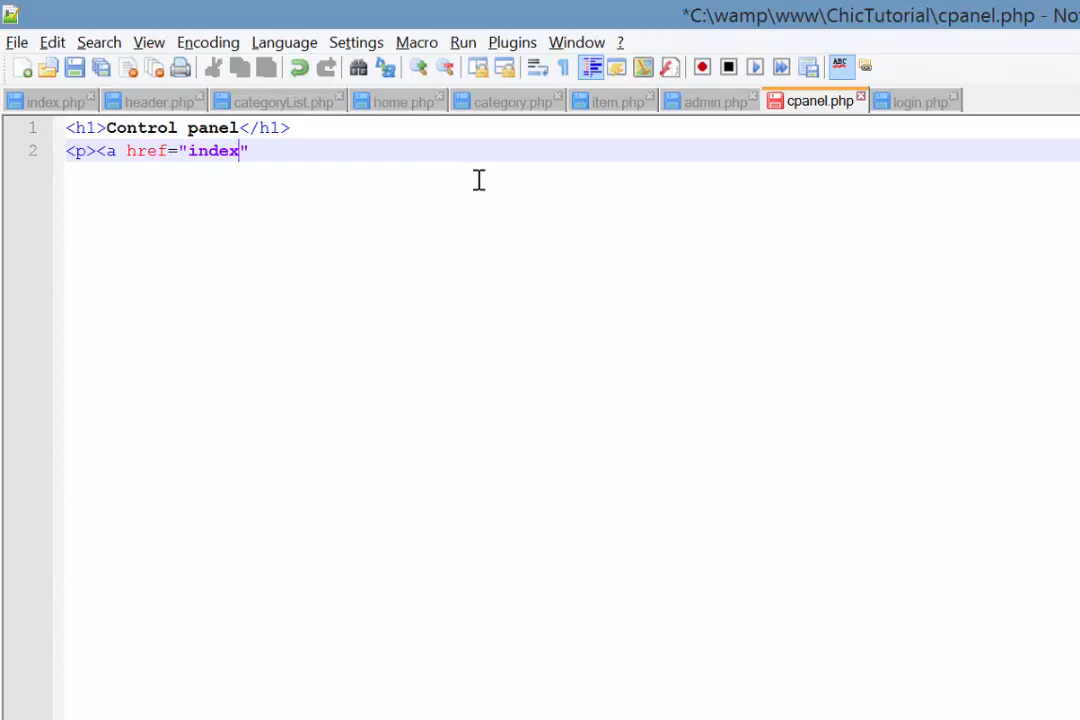 *C:\wamp\www\ChicTutorial\cpanel.php - No
File Edit Search View Encoding Language Settings Macro Run Plugins Window ?
ABC
index.php header.php categoryList.php home.php category.php item.php admin.php cpanel.php login.php
1 <h1>Control panel</h1>
2 <p><a href="index"